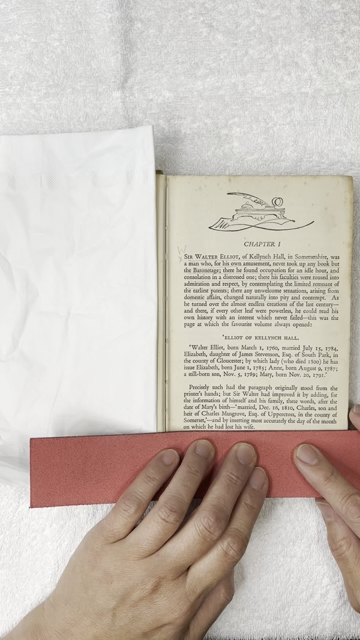 CHAPTER I
SIR WALTER ELLIOT, of Kellynch Hall, in Somersetshire, was
a man who, for his own amusement, never took up any book but
the Baronetage; there he found occupation for an idle hour, and
consolation in a distressed one; there his faculties were roused into
admiration and respect, by contemplating the limited remnant of
the earliest patents; there any unwelcome sensations, arising from
domestic affairs, changed naturally into pity and contempt. As
he turned over the almost endless creations of the last century—
and there, if every other leaf were powerless, he could read his
own history with an interest which never failed—this was the
page at which the favourite volume always opened:
'ELLIOT OF KELLYNCH HALL.
'Walter Elliot, born March 1, 1760, married July 15, 1784,
Elizabeth, daughter of James Stevenson, Esq. of South Park, in
the county of Gloucester; by which lady (who died 1800) he has
issue Elizabeth, born June 1, 1785; Anne, born August 9, 1787;
a still-born son, Nov. 5, 1789; Mary, born Nov. 20, 1791.'
Precisely such had the paragraph originally stood from the
printer's hands; but Sir Walter had improved it by adding, for
the information of himself and his family, these words, after the
date of Mary's birth—'married, Dec. 16, 1810, Charles, son and
heir of Charles Musgrove, Esq. of Uppercross, in the county of
Somerset,'—and by inserting most accurately the day of the month
on which he had lost his wife.